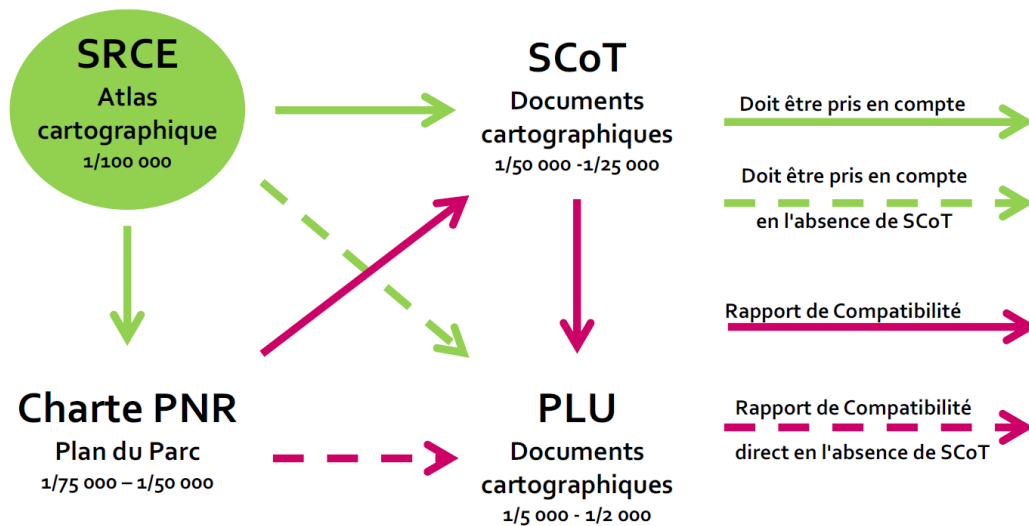 SRCE
Atlas
cartographique
1/100 000
SCoT
Documents
cartographiques
1/50 000 -1/25 000
Doit être pris en compte
Doit être pris en compte
en l'absence de SCoT
Rapport de Compatibilité
Charte PNR
Plan du Parc
1/75 000 – 1/50 000
PLU
Documents
cartographiques
1/5 000 - 1/2 000
Rapport de Compatibilité
direct en l'absence de SCoT